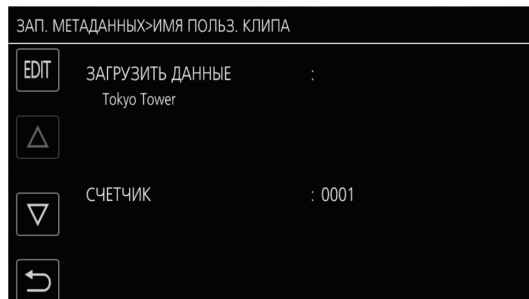 ЗАП. МЕТАДАННЫХ>ИМЯ ПОЛЬЗ. КЛИПА
EDIT
ЗАГРУЗИТЬ ДАННЫЕ :
Tokyo Tower
СЧЕТЧИК : 0001